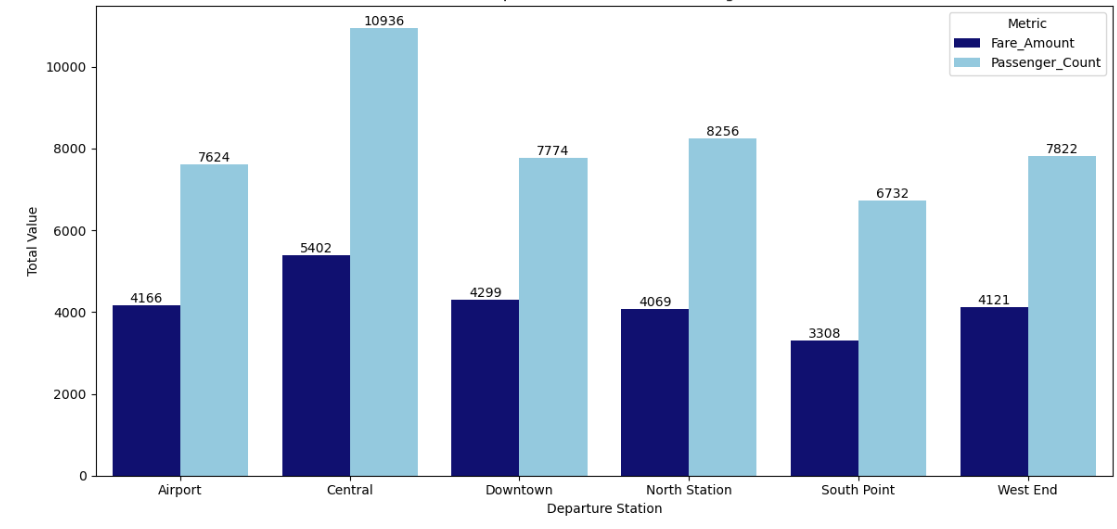 Metric
Fare_Amount
Passenger_Count
Total Value
10000
8000
6000
4000
2000
0
4166
7624
5402
10936
4299
7774
4069
8256
3308
6732
4121
7822
Airport
Central
Downtown
North Station
South Point
West End
Departure Station